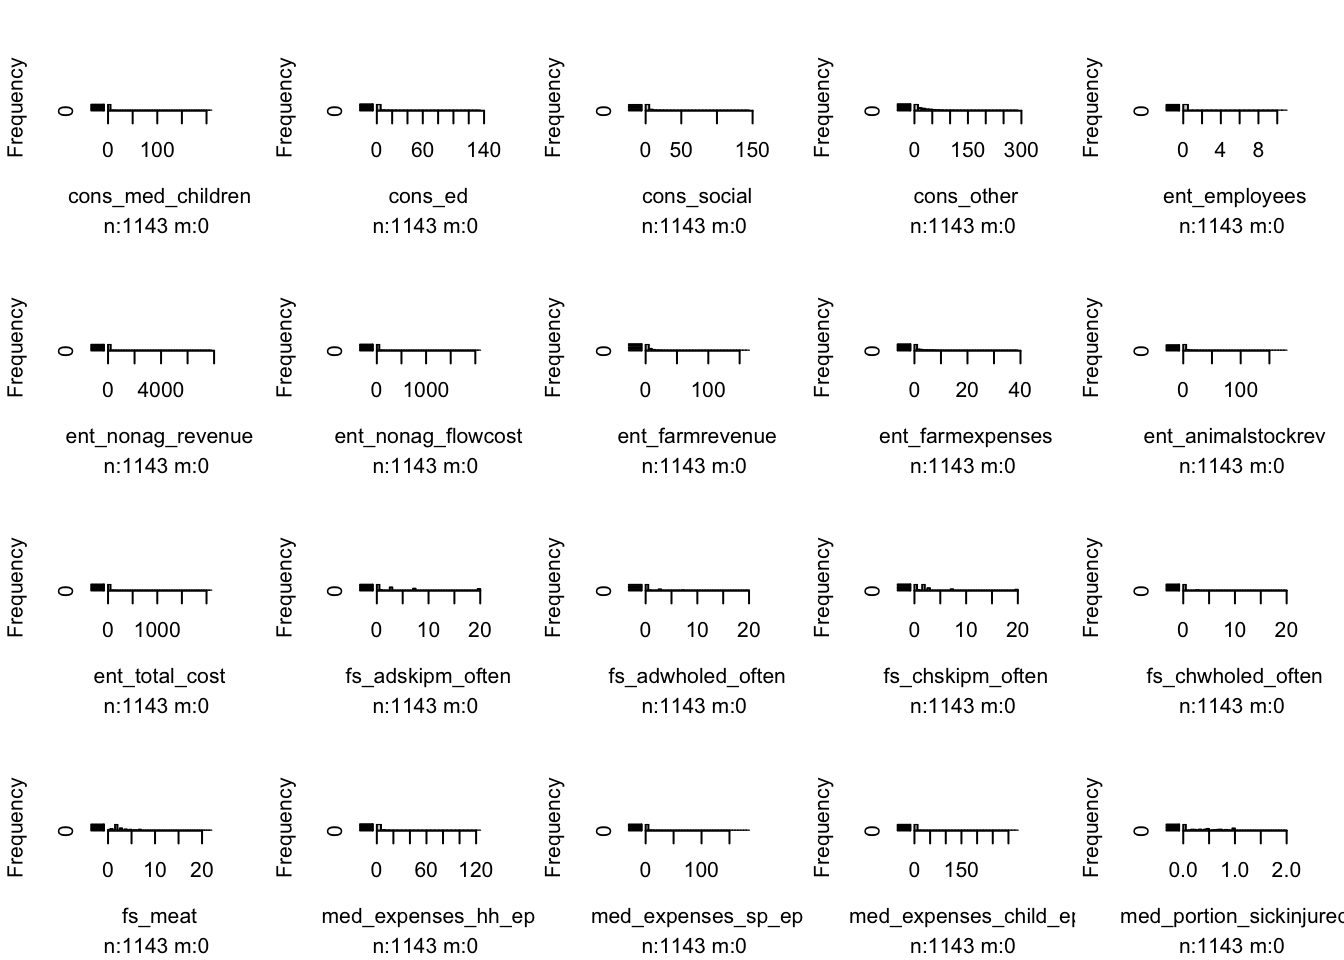 Frequency 0 0 100 cons_med_children n:1143 m:0
Frequency 0 0 60 140 cons_ed n:1143 m:0
Frequency 0 0 50 150 cons_social n:1143 m:0
Frequency 0 0 150 300 cons_other n:1143 m:0
Frequency 0 0 4 8 ent_employees n:1143 m:0
Frequency 0 0 4000 ent_nonag_revenue n:1143 m:0
Frequency 0 0 1000 ent_nonag_flowcost n:1143 m:0
Frequency 0 0 100 ent_farmrevenue n:1143 m:0
Frequency 0 0 20 40 ent_farmexpenses n:1143 m:0
Frequency 0 0 100 ent_animalstockrev n:1143 m:0
Frequency 0 0 1000 ent_total_cost n:1143 m:0
Frequency 0 0 10 20 fs_adskipm_often n:1143 m:0
Frequency 0 0 10 20 fs_adwholed_often n:1143 m:0
Frequency 0 0 10 20 fs_chskipm_often n:1143 m:0
Frequency 0 0 10 20 fs_chwholed_often n:1143 m:0
Frequency 0 0 10 20 fs_meat n:1143 m:0
Frequency 0 0 60 120 med_expenses_hh_ep n:1143 m:0
Frequency 0 0 100 med_expenses_sp_ep n:1143 m:0
Frequency 0 0 150 med_expenses_child_ep n:1143 m:0
Frequency 0 0.0 1.0 2.0 med_portion_sickinjured n:1143 m:0